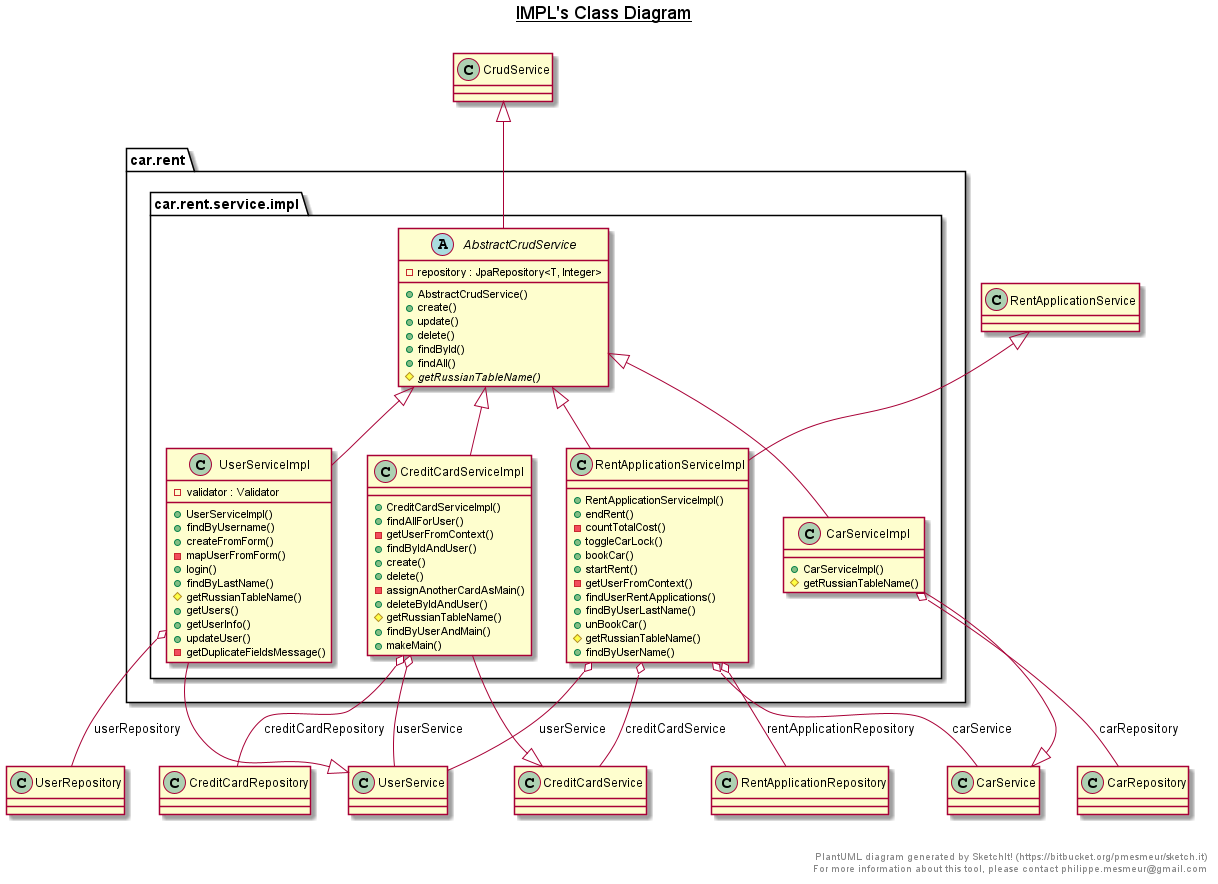 IMPL's Class Diagram
C CrudService
car.rent
car.rent.service.impl
A AbstractCrudService
repository : JpaRepository<T, Integer>
AbstractCrudService()
create()
update()
delete()
findById()
findAll()
getRussianTableName()
C RentApplicationService
C UserServiceImpl
validator : Validator
UserServiceImpl()
findByUsername()
createFromForm()
mapUserFromForm()
login()
findByLastName()
getRussianTableName()
getUsers()
getUserInfo()
updateUser()
getDuplicateFieldsMessage()
C CreditCardServiceImpl
CreditCardServiceImpl()
findAllForUser()
getUserFromContext()
findByIdAndUser()
create()
delete()
assignAnotherCardAsMain()
deleteByIdAndUser()
getRussianTableName()
findByUserAndMain()
makeMain()
C RentApplicationServiceImpl
RentApplicationServiceImpl()
endRent()
countTotalCost()
toggleCarLock()
bookCar()
startRent()
getUserFromContext()
findUserRentApplications()
findByUserLastName()
unBookCar()
getRussianTableName()
findByUserName()
C CarServiceImpl
CarServiceImpl()
getRussianTableName()
userRepository
creditCardRepository
userService
userService
creditCardService
rentApplicationRepository
carService
carRepository
C UserRepository
C CreditCardRepository
C UserService
C CreditCardService
C RentApplicationRepository
C CarService
C CarRepository
PlantUML diagram generated by SketchIt! (https://bitbucket.org/pmesmeur/sketch.it)
For more information about this tool, please contact philippe.mesmeur@gmail.com